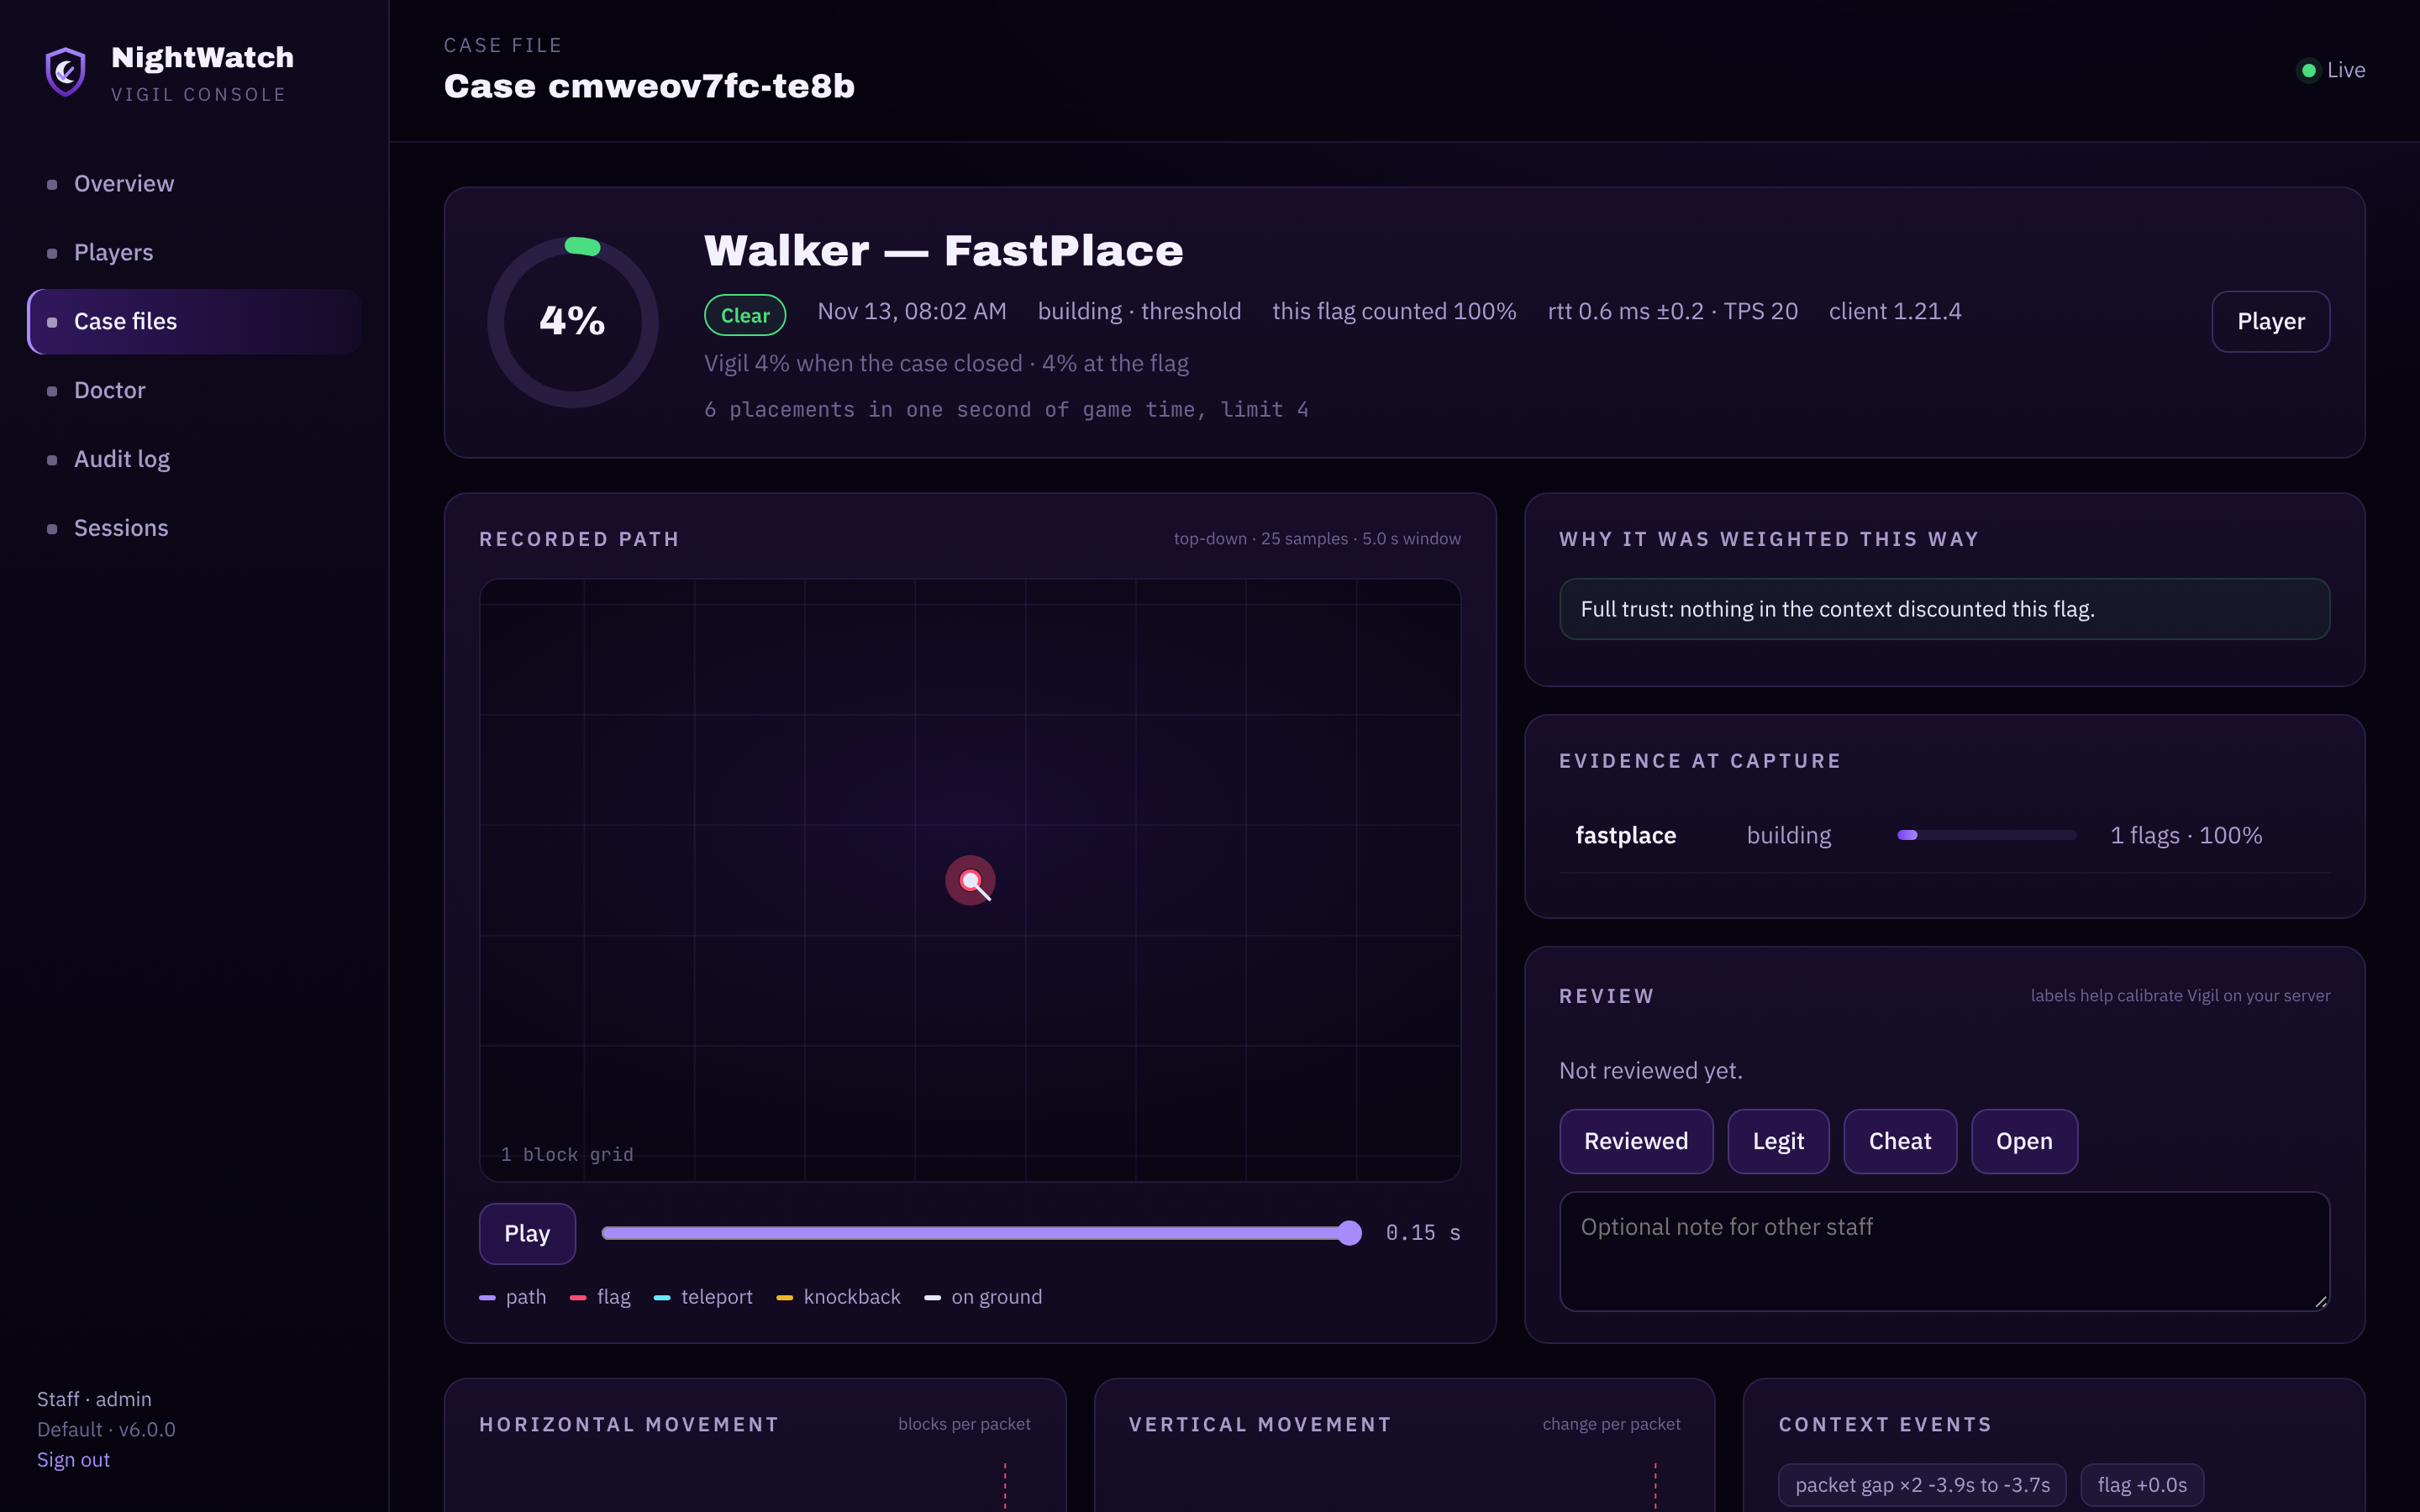 NightWatch
VIGIL CONSOLE
Overview
Players
Case files
Doctor
Audit log
Sessions
Staff · admin
Default · v6.0.0
Sign out
CASE FILE
Case cmweov7fc-te8b
Live
4%
Walker — FastPlace
Clear Nov 13, 08:02 AM building · threshold this flag counted 100% rtt 0.6 ms ±0.2 · TPS 20 client 1.21.4
Vigil 4% when the case closed · 4% at the flag
6 placements in one second of game time, limit 4
Player
RECORDED PATH top-down · 25 samples · 5.0 s window
1 block grid
Play 0.15 s
path flag teleport knockback on ground
WHY IT WAS WEIGHTED THIS WAY
Full trust: nothing in the context discounted this flag.
EVIDENCE AT CAPTURE
fastplace building 1 flags · 100%
REVIEW labels help calibrate Vigil on your server
Not reviewed yet.
Reviewed Legit Cheat Open
Optional note for other staff
HORIZONTAL MOVEMENT blocks per packet
VERTICAL MOVEMENT change per packet
CONTEXT EVENTS
packet gap ×2 -3.9s to -3.7s flag +0.0s